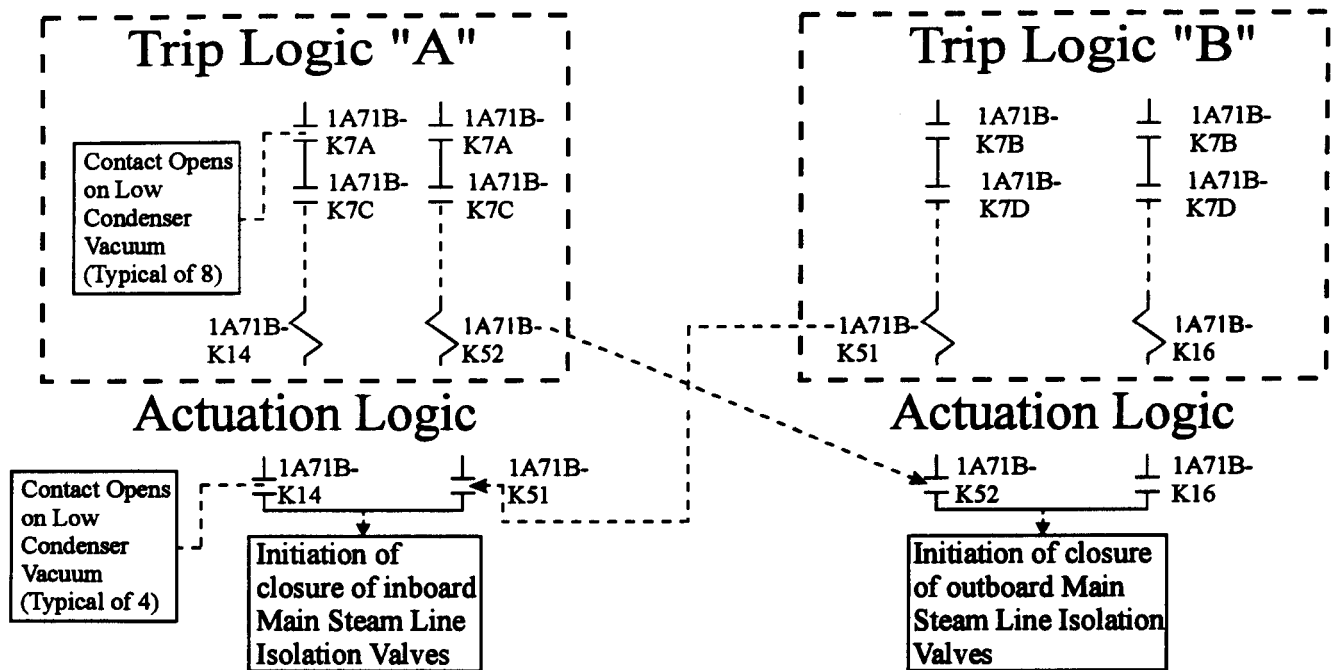 Trip Logic "A"
1A71B-
K7A
1A71B-
K7A
Contact Opens
on Low
Condenser
Vacuum
(Typical of 8)
1A71B-
K7C
1A71B-
K7C
1A71B-
K14
1A71B-
K52
Trip Logic "B"
1A71B-
K7B
1A71B-
K7B
1A71B-
K7D
1A71B-
K7D
1A71B-
K51
1A71B-
K16
Actuation Logic
Contact Opens
on Low
Condenser
Vacuum
(Typical of 4)
1A71B-
K14
1A71B-
K51
Initiation of
closure of inboard
Main Steam Line
Isolation Valves
Actuation Logic
1A71B-
K52
1A71B-
K16
Initiation of closure
of outboard Main
Steam Line Isolation
Valves